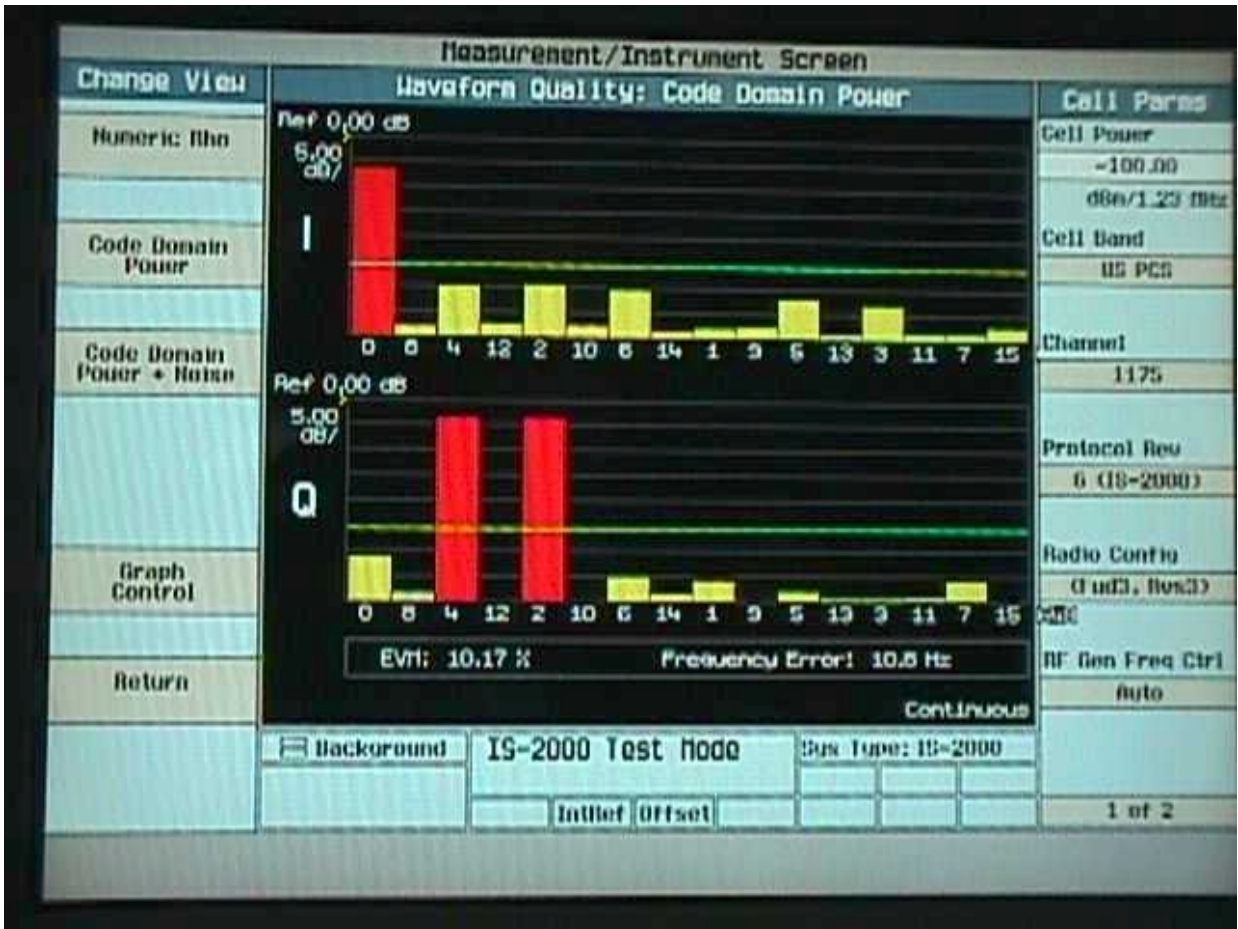 Measurement/Instrument Screen
Change View
Numeric Rho
Code Domain
Power
Code Domain
Power + Noise
Graph
Control
Return
Waveform Quality: Code Domain Power
Ref 0.00 dB
5.00
dB/
I
0 8 4 12 2 10 6 14 1 9 5 13 3 11 7 15
Ref 0.00 dB
5.00
dB/
Q
0 8 4 12 2 10 6 14 1 9 5 13 3 11 7 15
EVM: 10.17 % Frequency Error: 10.8 Hz
Continuous
Background
IS-2000 Test Mode
Sys Type: IS-2000
IntRef Offset
Call Parms
Cell Power
-100.00
dBm/1.23 MHz
Cell Band
US PCS
Channel
1175
Protocol Rev
6 (IS-2000)
Radio Config
(Fwd3, Rvs3)
RF Gen Freq Ctrl
Auto
1 of 2